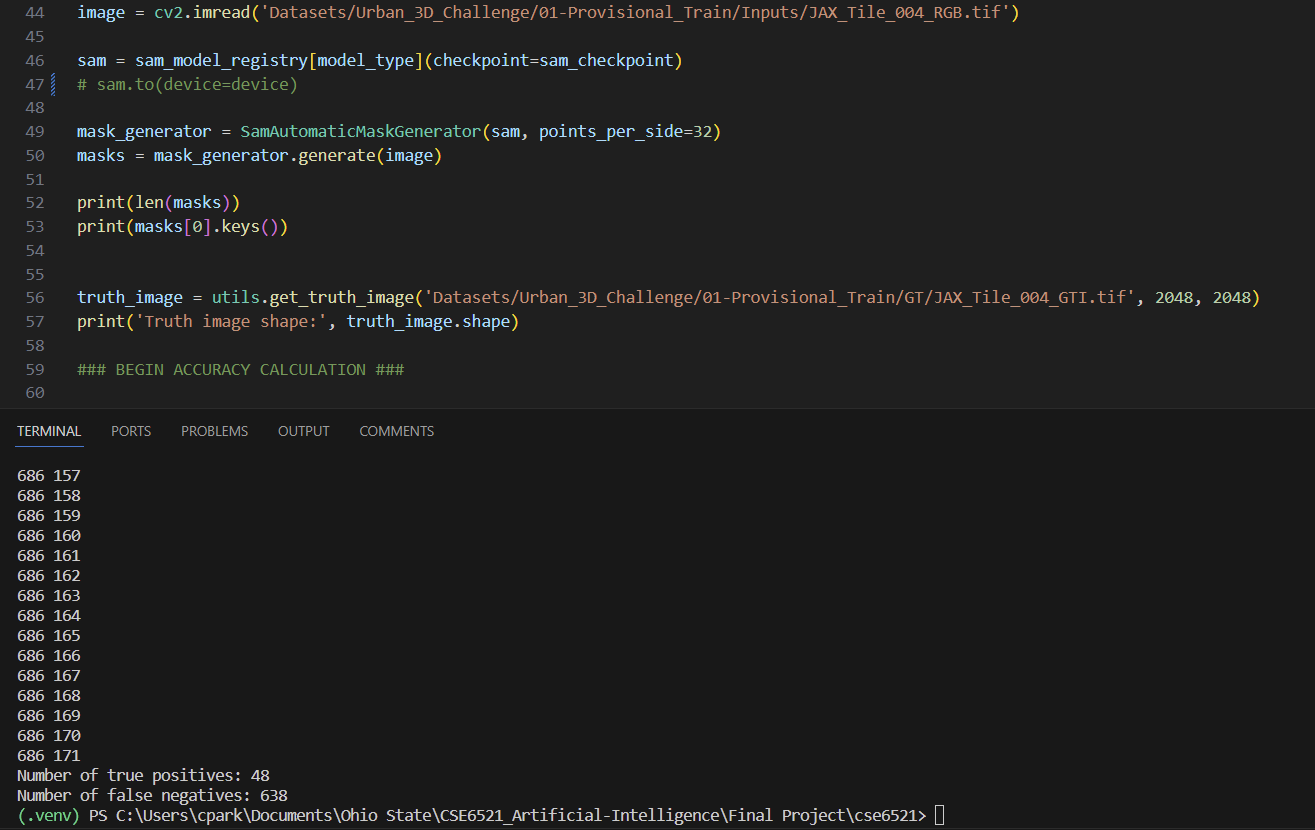 44 image = cv2.imread('Datasets/Urban_3D_Challenge/01-Provisional_Train/Inputs/JAX_Tile_004_RGB.tif')
45
46 sam = sam_model_registry[model_type](checkpoint=sam_checkpoint)
47 # sam.to(device=device)
48
49 mask_generator = SamAutomaticMaskGenerator(sam, points_per_side=32)
50 masks = mask_generator.generate(image)
51
52 print(len(masks))
53 print(masks[0].keys())
54
55
56 truth_image = utils.get_truth_image('Datasets/Urban_3D_Challenge/01-Provisional_Train/GT/JAX_Tile_004_GTI.tif', 2048, 2048)
57 print('Truth image shape:', truth_image.shape)
58
59 ### BEGIN ACCURACY CALCULATION ###
60
TERMINAL PORTS PROBLEMS OUTPUT COMMENTS
686 157
686 158
686 159
686 160
686 161
686 162
686 163
686 164
686 165
686 166
686 167
686 168
686 169
686 170
686 171
Number of true positives: 48
Number of false negatives: 638
(.venv) PS C:\Users\cpark\Documents\Ohio State\CSE6521_Artificial-Intelligence\Final Project\cse6521>